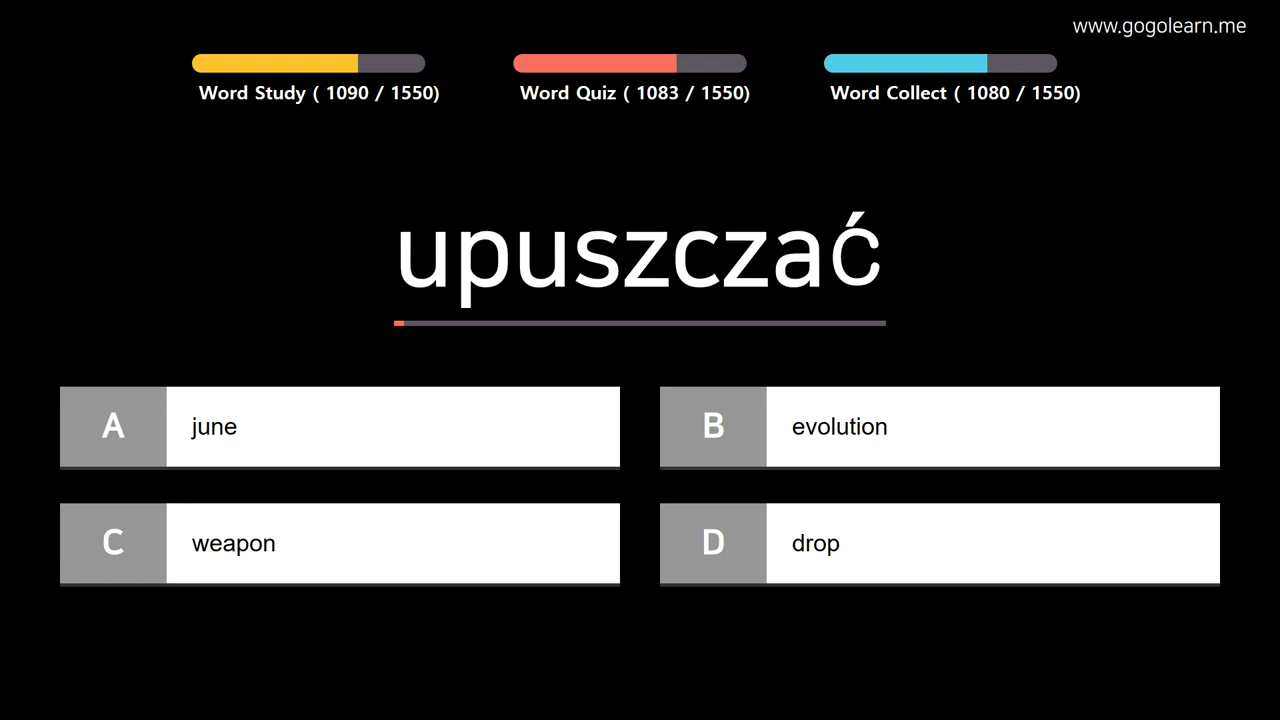 www.gogolearn.me
Word Study ( 1090 / 1550)
Word Quiz ( 1083 / 1550)
Word Collect ( 1080 / 1550)
upuszczać
A june
B evolution
C weapon
D drop